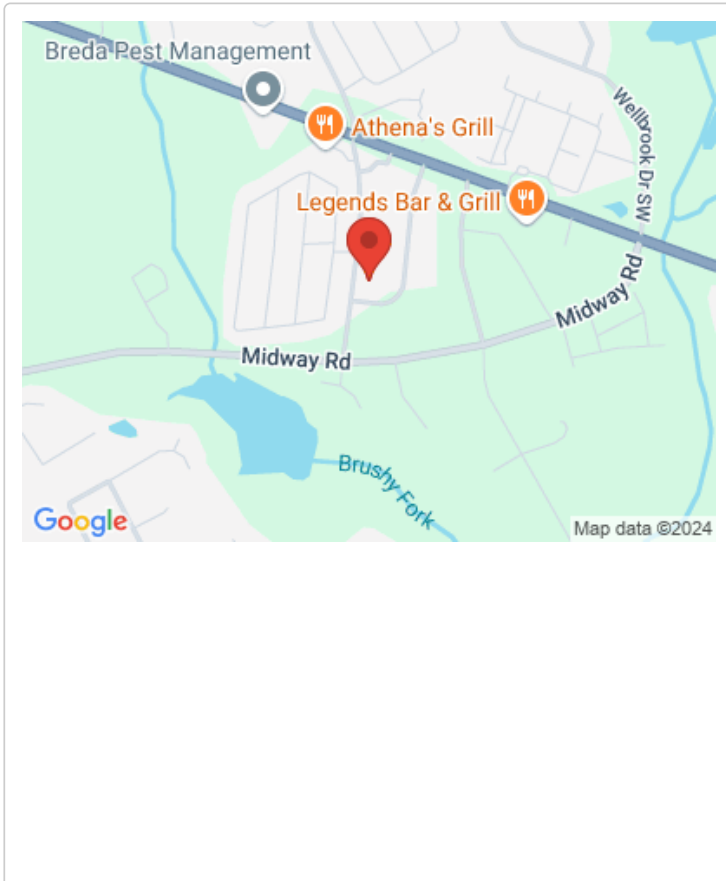 Breda Pest Management
Athena's Grill
Wellbrook Dr SW
Legends Bar & Grill
Midway Rd
Midway Rd
Brushy Fork
Google
Map data ©2024